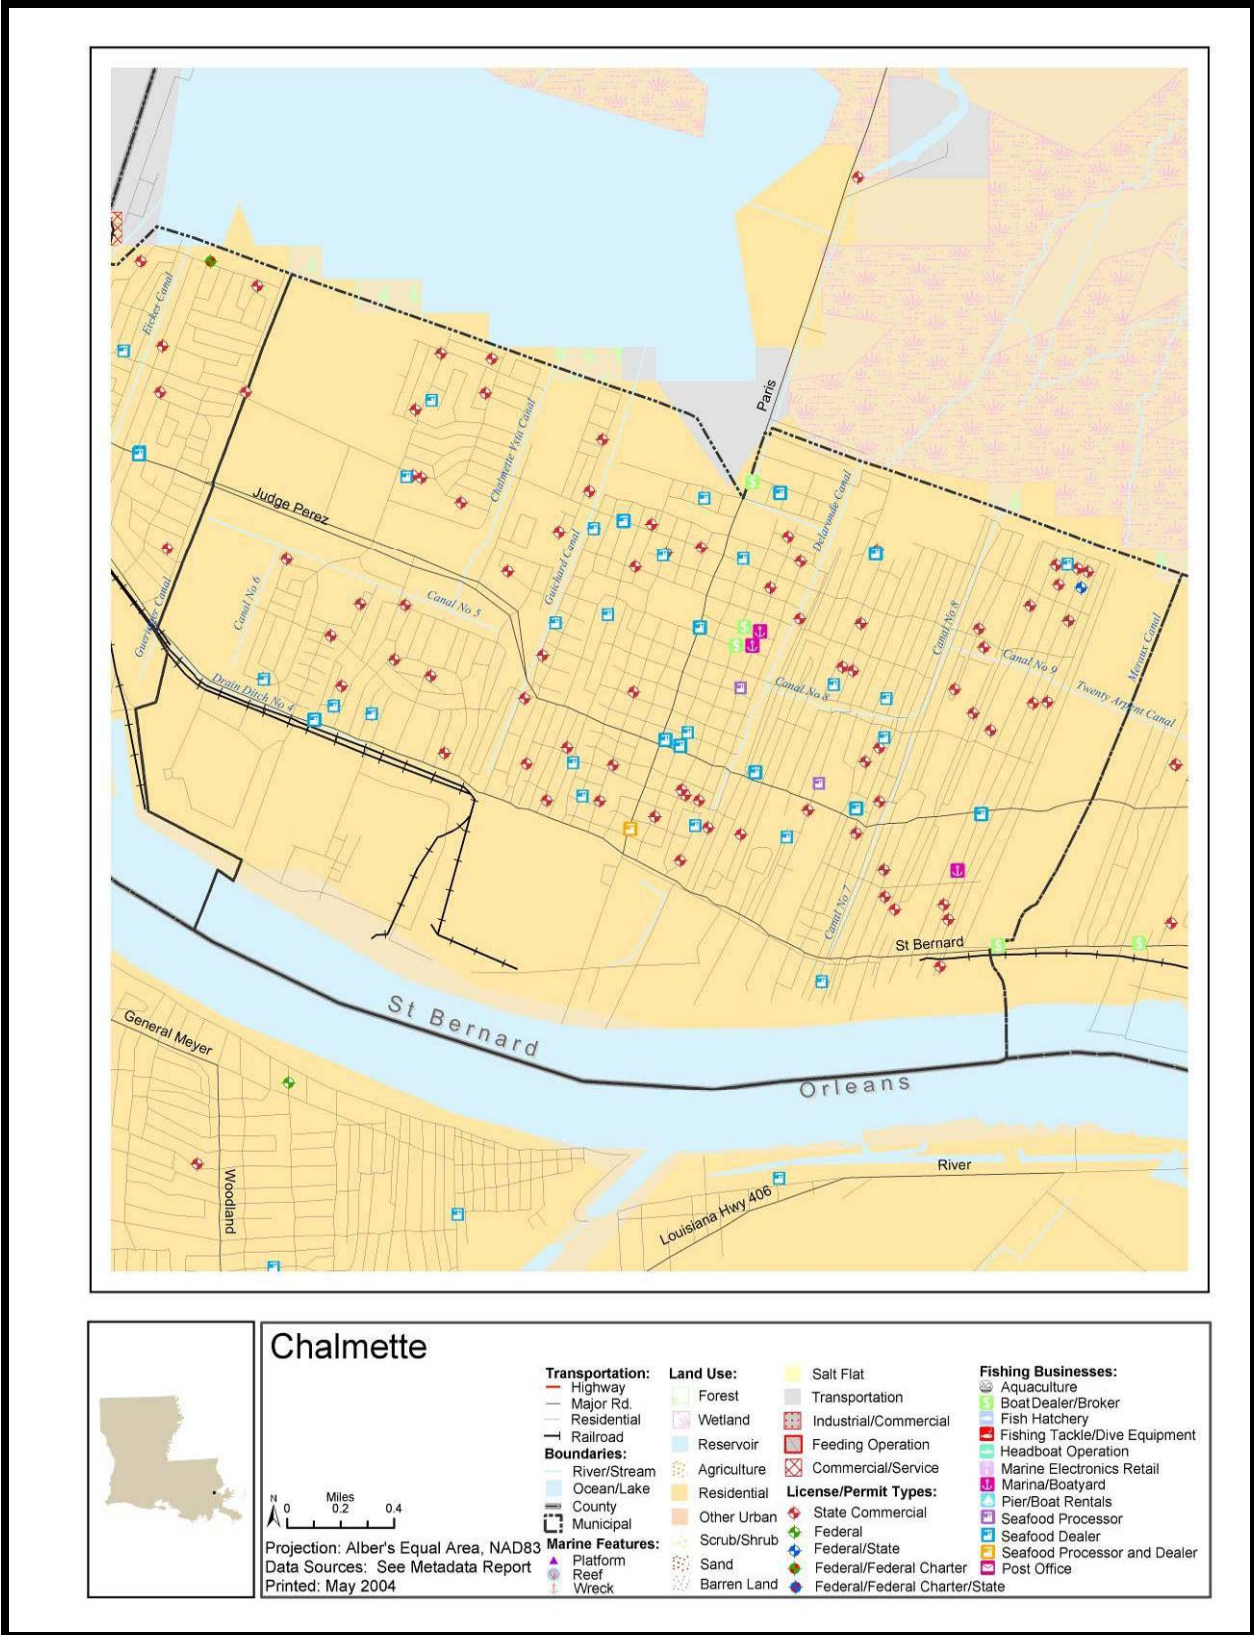 Paris
Eickes Canal
Chalmette Vsta Canal
Judge Perez
Delaronde Canal
Guichard Canal
Canal No 6
Canal No 5
Canal No 8
Canal No 9
Meraux Canal
Twenty Arpent Canal
Drain Ditch No 4
Canal No 8
Canal No 7
St Bernard
St Bernard
General Meyer
Orleans
River
Woodland
Louisiana Hwy 406
Chalmette
N
Miles
0 0.2 0.4
Projection: Alber's Equal Area, NAD83
Data Sources: See Metadata Report
Printed: May 2004
Transportation:
Highway
Major Rd.
Residential
Railroad
Boundaries:
River/Stream
Ocean/Lake
County
Municipal
Marine Features:
Platform
Reef
Wreck
Land Use:
Forest
Wetland
Reservoir
Agriculture
Residential
Other Urban
Scrub/Shrub
Sand
Barren Land
Salt Flat
Transportation
Industrial/Commercial
Feeding Operation
Commercial/Service
License/Permit Types:
State Commercial
Federal
Federal/State
Federal/Federal Charter
Federal/Federal Charter/State
Fishing Businesses:
Aquaculture
Boat Dealer/Broker
Fish Hatchery
Fishing Tackle/Dive Equipment
Headboat Operation
Marine Electronics Retail
Marina/Boatyard
Pier/Boat Rentals
Seafood Processor
Seafood Dealer
Seafood Processor and Dealer
Post Office